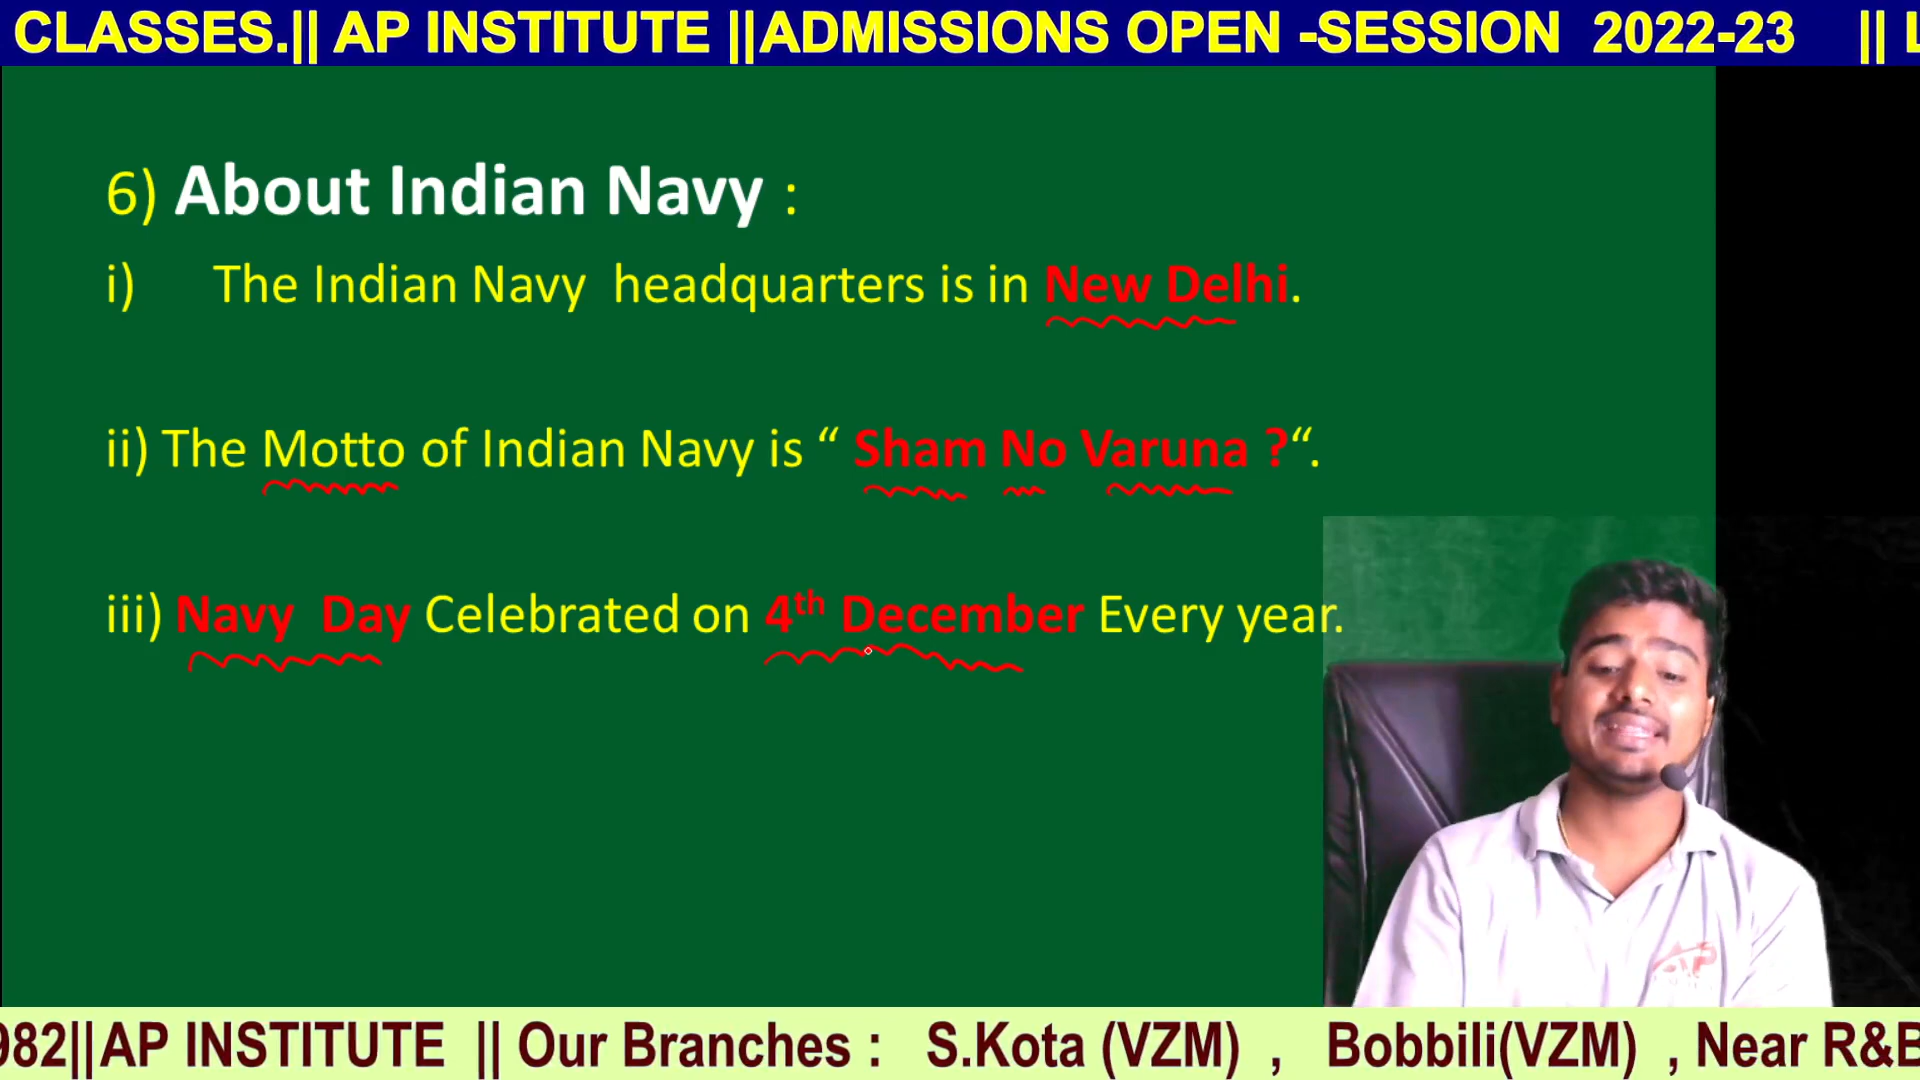 CLASSES.|| AP INSTITUTE ||ADMISSIONS OPEN -SESSION 2022-23 || L
6) About Indian Navy :
i) The Indian Navy headquarters is in New Delhi.
ii) The Motto of Indian Navy is “ Sham No Varuna ?“.
iii) Navy Day Celebrated on 4th December Every year.
982||AP INSTITUTE || Our Branches : S.Kota (VZM) , Bobbili(VZM) , Near R&B